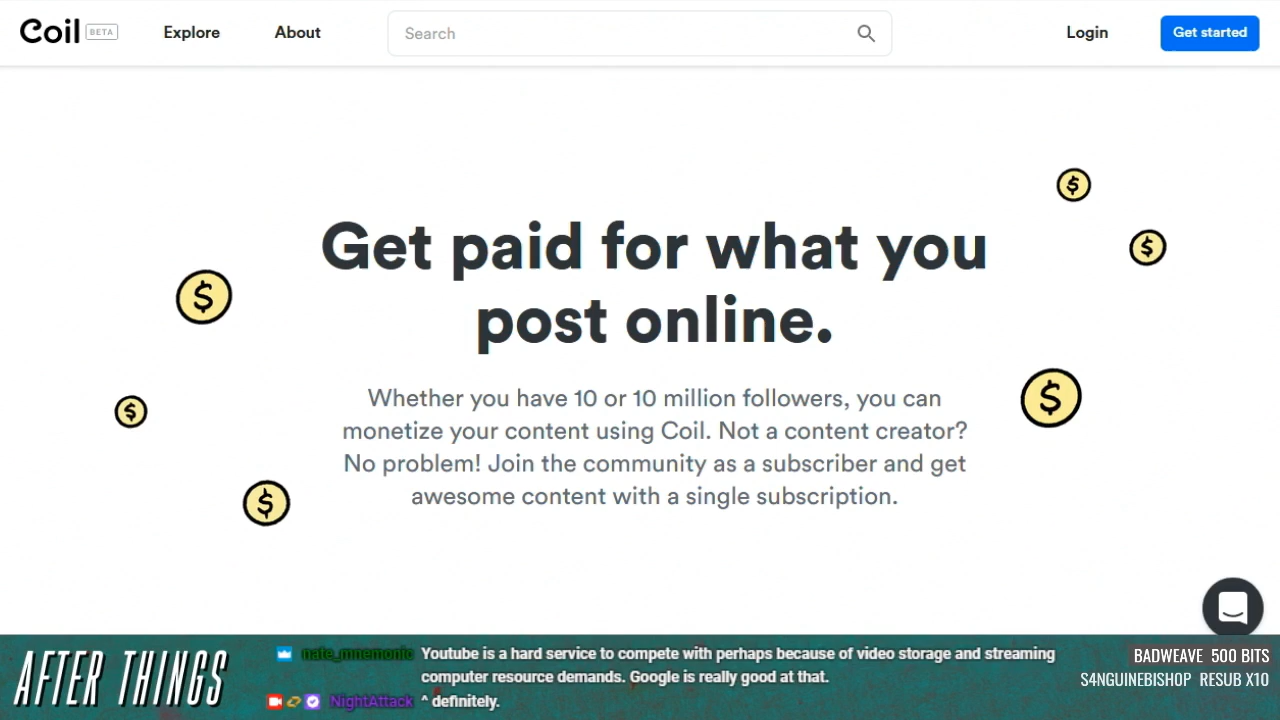 Coil BETA Explore About Search Login Get started
Get paid for what you
post online.
Whether you have 10 or 10 million followers, you can
monetize your content using Coil. Not a content creator?
No problem! Join the community as a subscriber and get
awesome content with a single subscription.
AFTER THINGS
nate_mnemonic Youtube is a hard service to compete with perhaps because of video storage and streaming
computer resource demands. Google is really good at that.
NightAttack ^ definitely.
BADWEAVE 500 BITS
S4NGUINEBISHOP RESUB X10